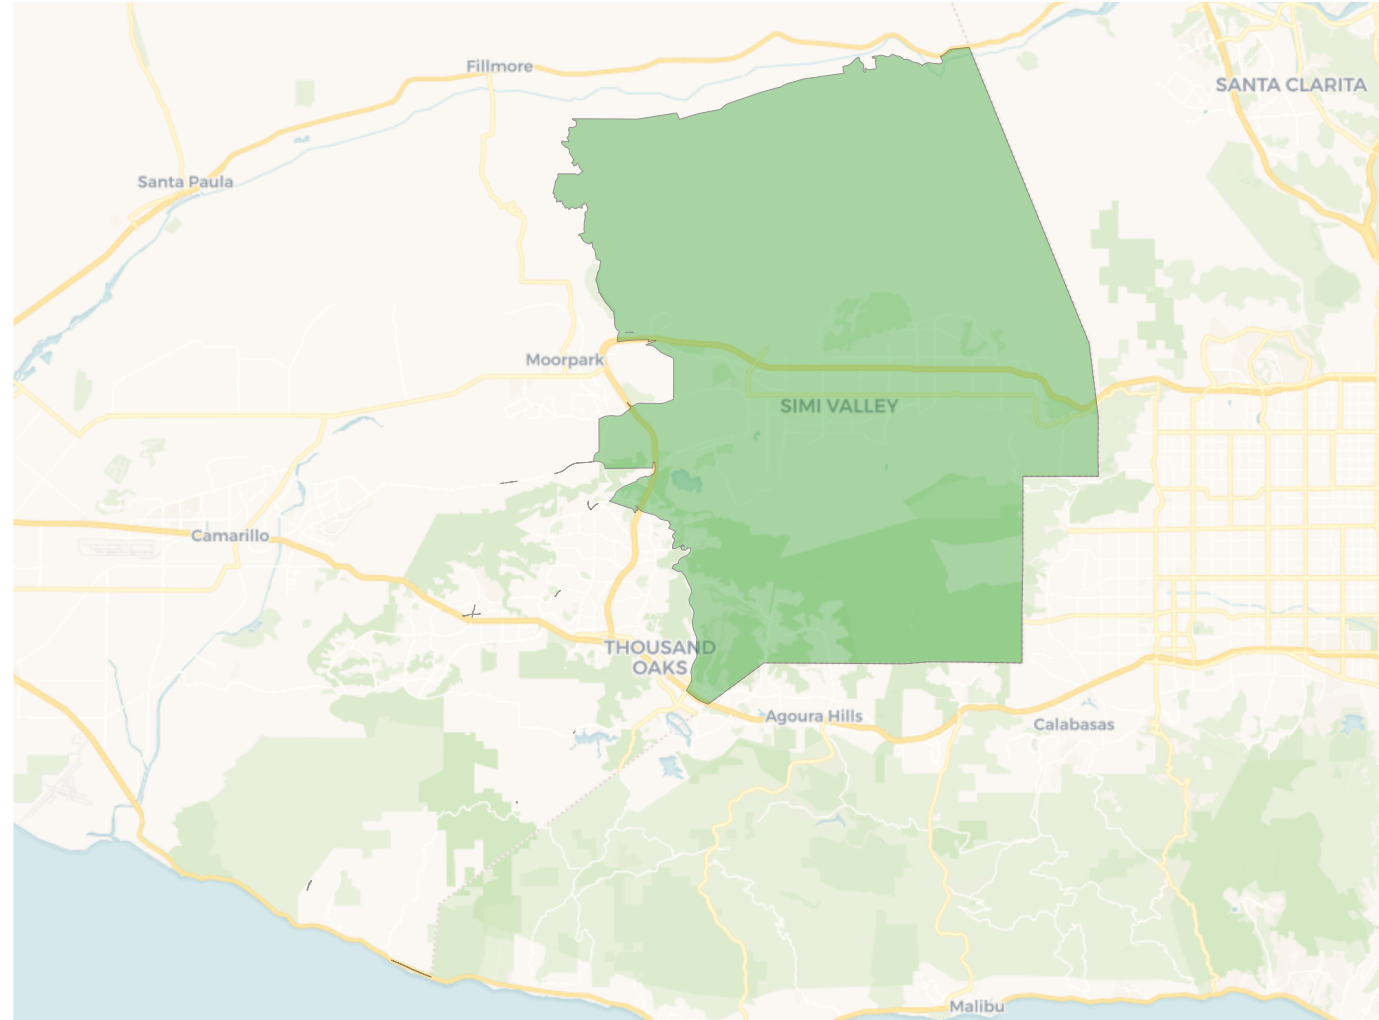 Fillmore
SANTA CLARITA
Santa Paula
Moorpark
SIMI VALLEY
Camarillo
THOUSAND
OAKS
Agoura Hills
Calabasas
Malibu